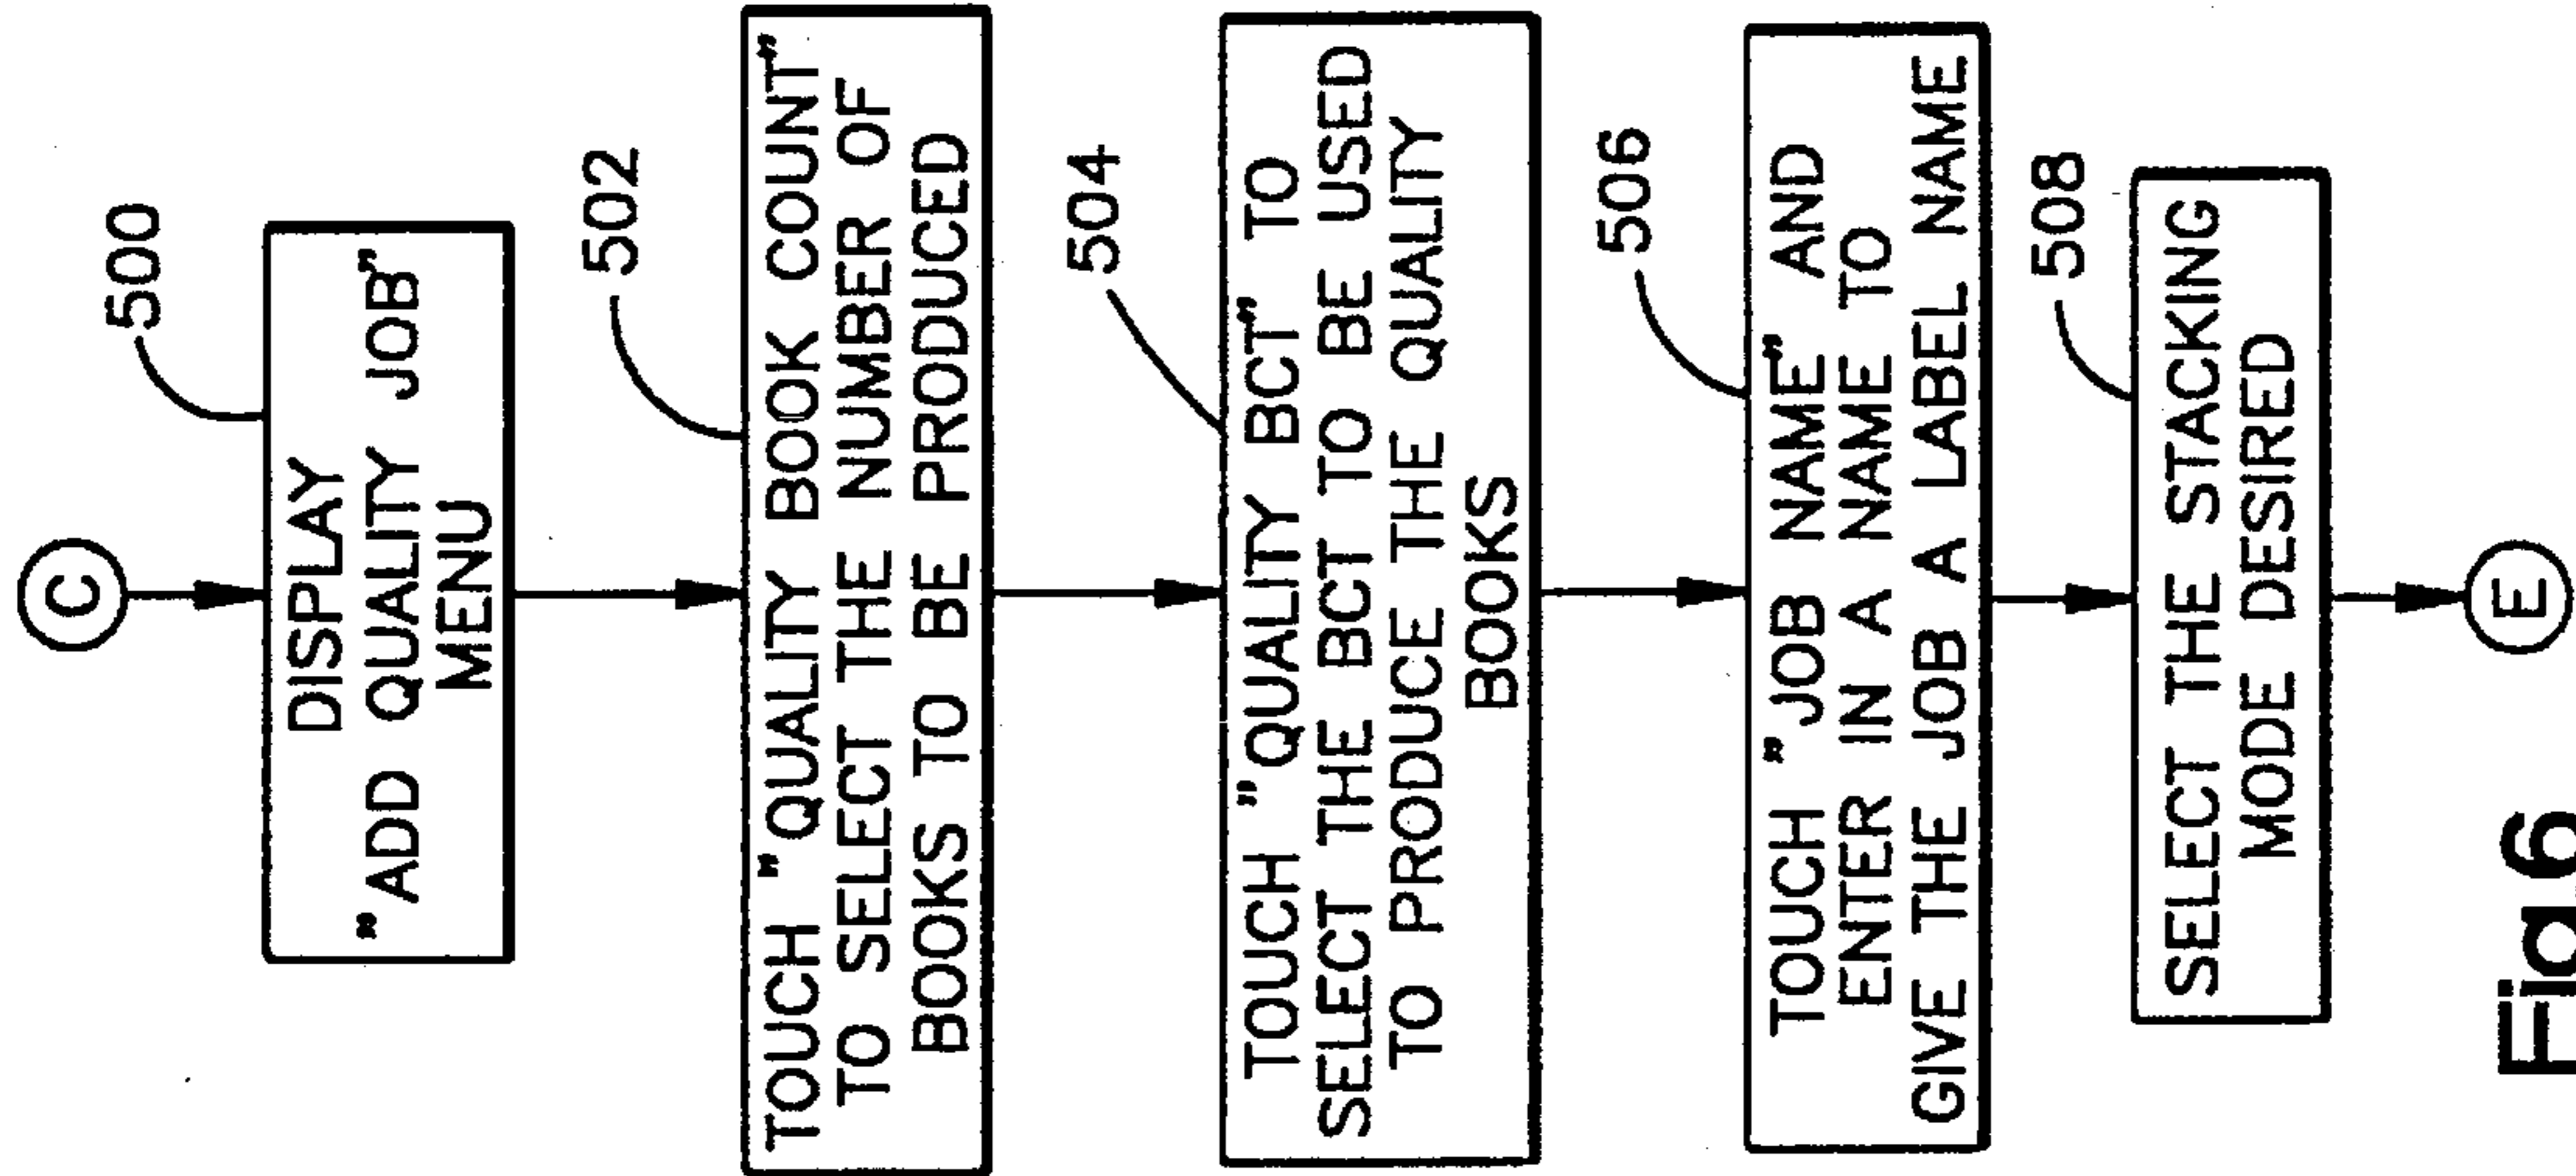 C
500
DISPLAY
"ADD QUALITY JOB"
MENU
502
TOUCH "QUALITY BOOK COUNT"
TO SELECT THE NUMBER OF
BOOKS TO BE PRODUCED
504
TOUCH "QUALITY BCT" TO
SELECT THE BCT TO BE USED
TO PRODUCE THE QUALITY
BOOKS
506
TOUCH "JOB NAME" AND
ENTER IN A NAME TO
GIVE THE JOB A LABEL NAME
508
SELECT THE STACKING
MODE DESIRED
E
Fig.6